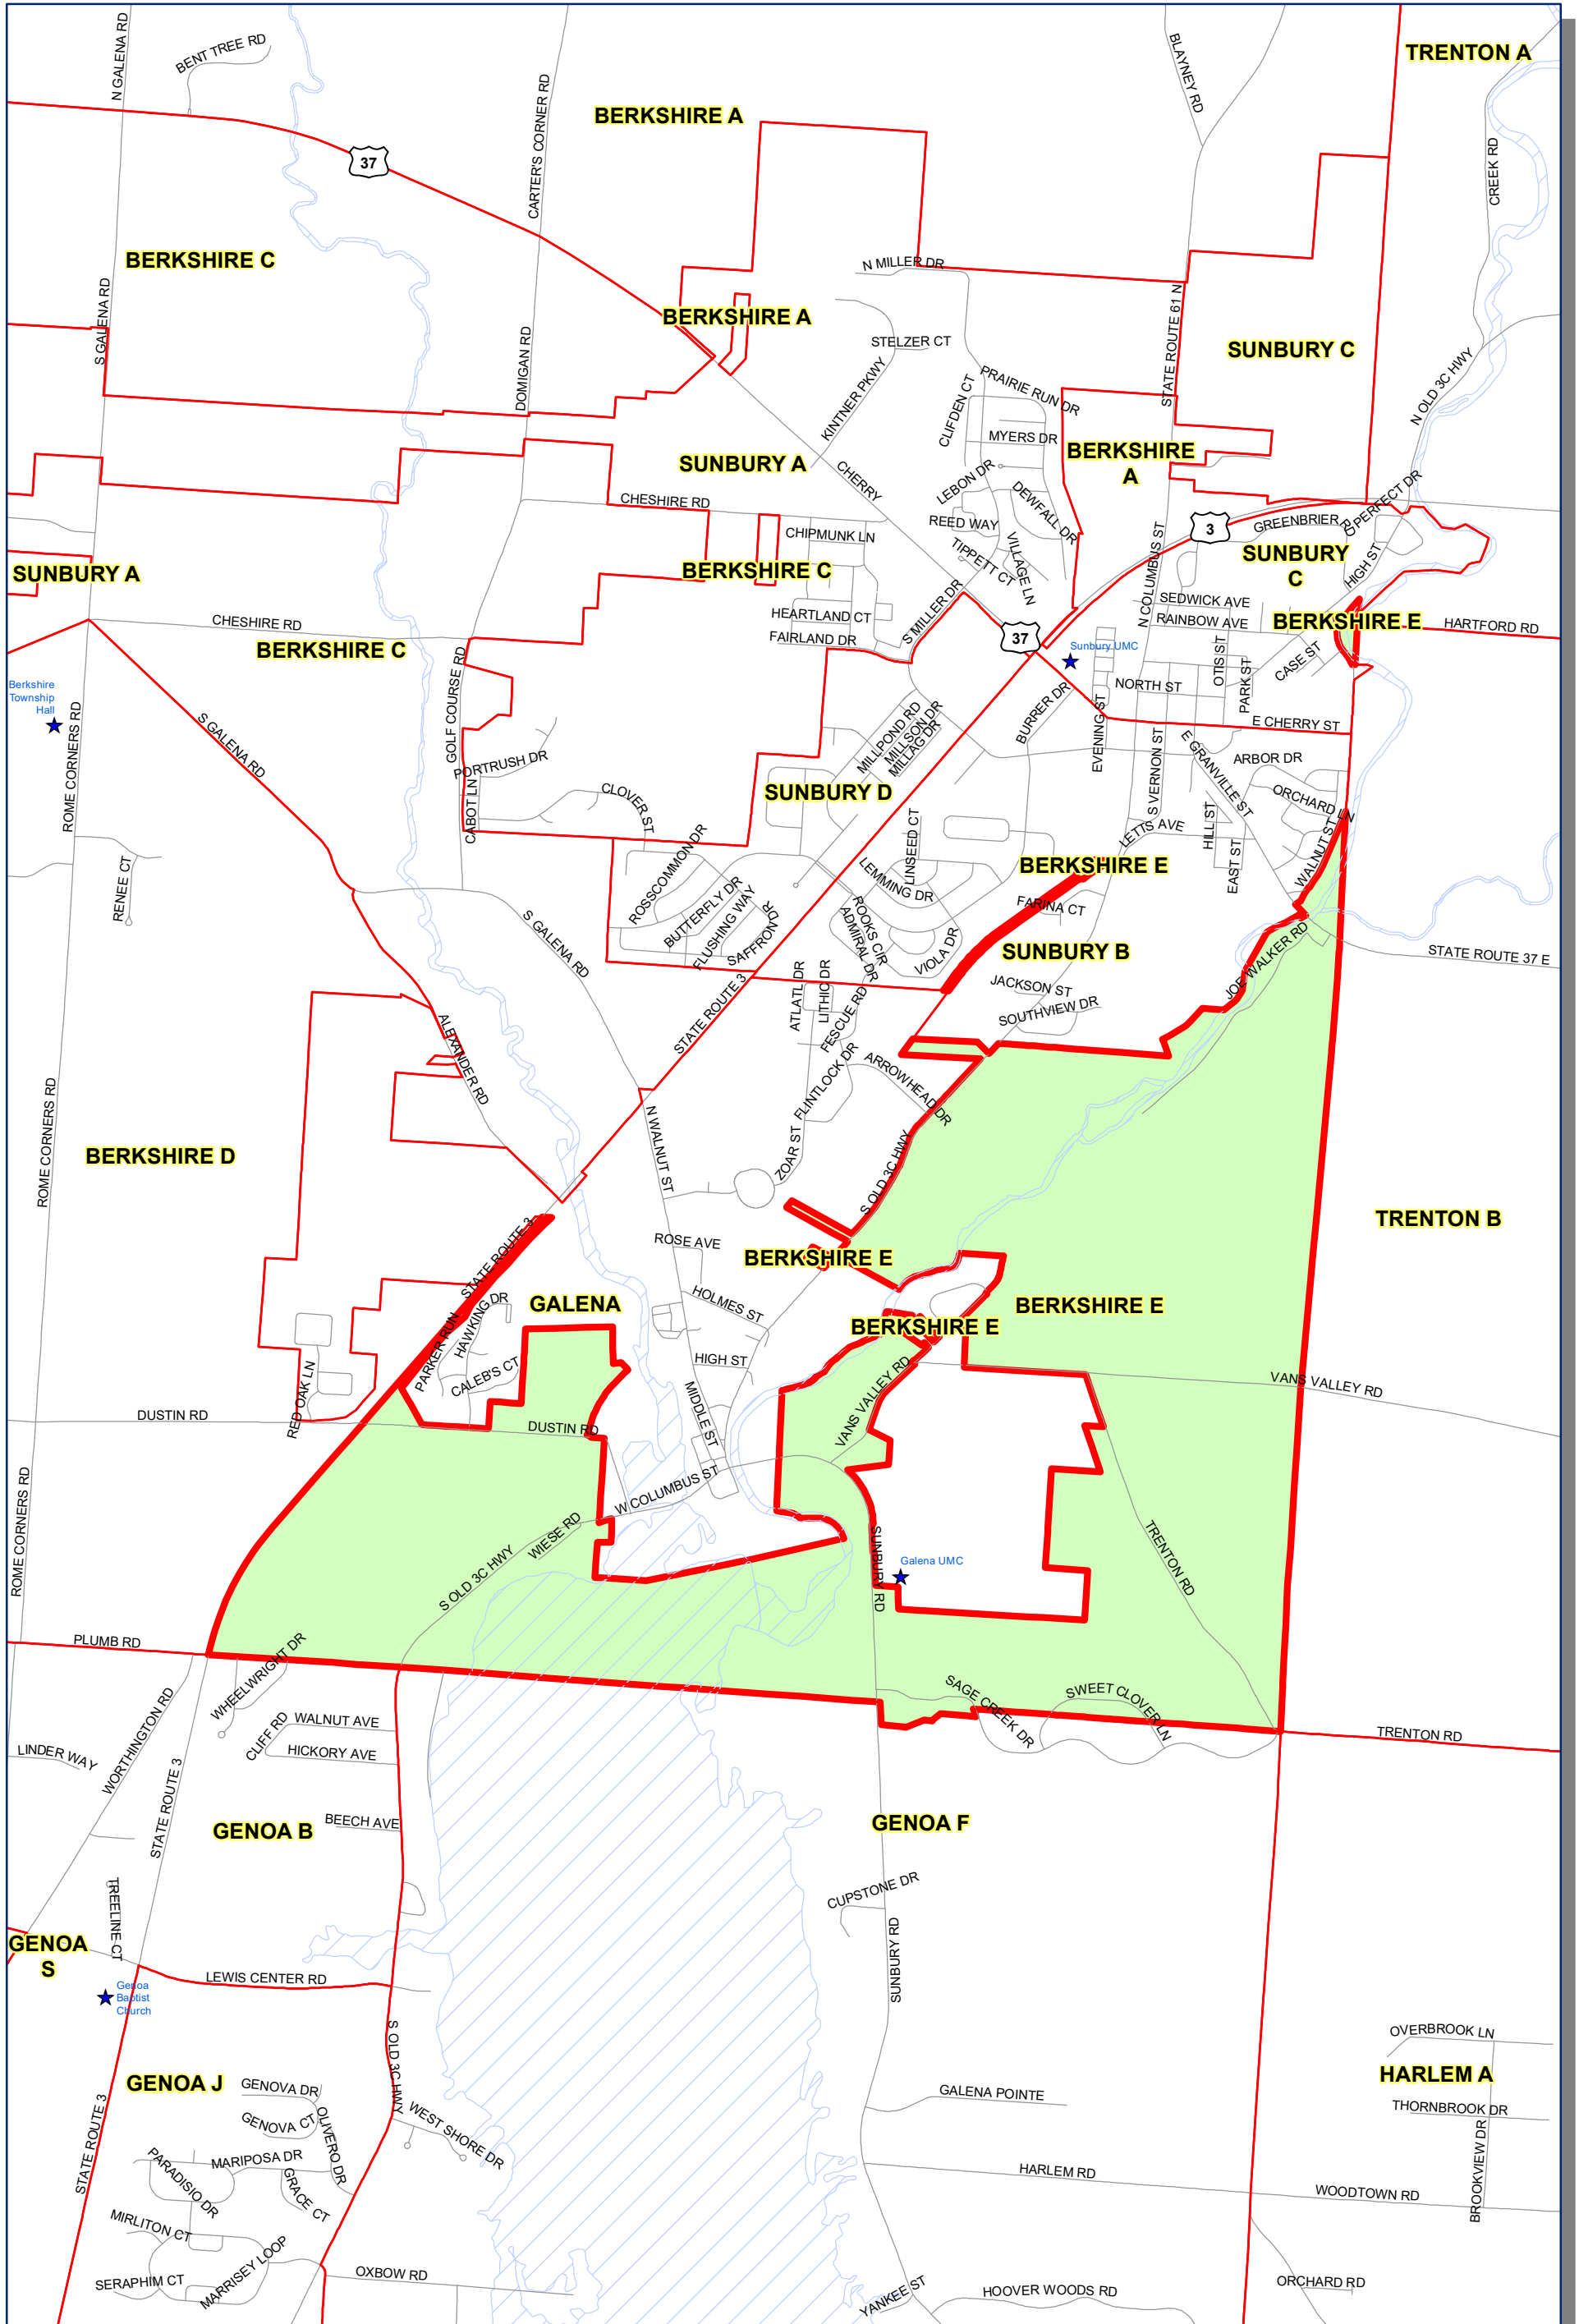 N GALENA RD
BENT TREE RD
BLAYNEY RD
TRENTON A
CARTER'S CORNER RD
BERKSHIRE A
37
CREEK RD
BERKSHIRE C
N MILLER DR
S GALENA RD
BERKSHIRE A
STATE ROUTE 61 N
STELZER CT
SUNBURY C
DOMIGAN RD
KINTNER PKWY
CLIFDEN CT
PRAIRIE RUN DR
N OLD 3C HWY
MYERS DR
BERKSHIRE
A
SUNBURY A
CHERRY
LEBON DR
DEWFALL DR
CHESHIRE RD
REED WAY
3
GREENBRIER
PERFECT DR
CHIPMUNK LN
TIPPETT CT
VILLAGE LN
N COLUMBUS ST
SUNBURY
C
HIGH ST
SUNBURY A
BERKSHIRE C
SEDWICK AVE
HEARTLAND CT
S MILLER DR
RAINBOW AVE
BERKSHIRE E
HARTFORD RD
CHESHIRE RD
FAIRLAND DR
37
BERKSHIRE C
Sunbury UMC
OTIS ST
PARK ST
CASE ST
Berkshire
Township
Hall
GOLF COURSE RD
NORTH ST
ROME CORNERS RD
S GALENA RD
MILLPOND RD
MILLSON DR
MILLAG DR
BURRER DR
EVENING ST
E CHERRY ST
PORTRUSH DR
S VERNON ST
E GRANVILLE ST
ARBOR DR
CABOT LN
CLOVER ST
SUNBURY D
ORCHARD LN
LINSEED CT
LETTS AVE
HILL ST
WALNUT ST
RENEE CT
ROSSCOMMON DR
LEMMING DR
BERKSHIRE E
EAST ST
BUTTERFLY DR
FLUSHING WAY
SAFFRON DR
ROOKS CIR
ADMIRAL DR
FARINA CT
S GALENA RD
VIOLA DR
SUNBURY B
JOE WALKER RD
STATE ROUTE 37 E
ATLATL DR
LITHIC DR
JACKSON ST
STATE ROUTE 3
FESCUE RD
SOUTHVIEW DR
ALEXANDER RD
ARROWHEAD DR
ROME CORNERS RD
FLINTLOCK DR
N WALNUT ST
BERKSHIRE D
ZOAR ST
S OLD 3C HWY
TRENTON B
STATE ROUTE 3
ROSE AVE
BERKSHIRE E
HAWKING DR
GALENA
HOLMES ST
BERKSHIRE E
BERKSHIRE E
PARKER RUN
HIGH ST
RED OAK LN
CALEB'S CT
VANS VALLEY RD
VANS VALLEY RD
DUSTIN RD
DUSTIN RD
MIDDLE ST
ROME CORNERS RD
W COLUMBUS ST
WIESE RD
TRENTON RD
S OLD 3C HWY
SUNBURY RD
Galena UMC
PLUMB RD
WHEELWRIGHT DR
SAGE CREEK DR
SWEET CLOVER LN
WORTHINGTON RD
CLIFF RD
WALNUT AVE
TRENTON RD
LINDER WAY
HICKORY AVE
STATE ROUTE 3
GENOA B
BEECH AVE
GENOA F
TREELINE CT
CUPSTONE DR
GENOA
S
SUNBURY RD
LEWIS CENTER RD
Genoa
Baptist
Church
S OLD 3C HWY
OVERBROOK LN
GENOA J
GENOVA DR
HARLEM A
GALENA POINTE
STATE ROUTE 3
GENOVA CT
OLIVERO DR
WEST SHORE DR
THORNBROOK DR
BROOKVIEW DR
PARADISIO DR
MARIPOSA DR
GRACE CT
HARLEM RD
WOODTOWN RD
MIRLITON CT
SERAPHIM CT
MARRISEY LOOP
OXBOW RD
YANKEE ST
HOOVER WOODS RD
ORCHARD RD